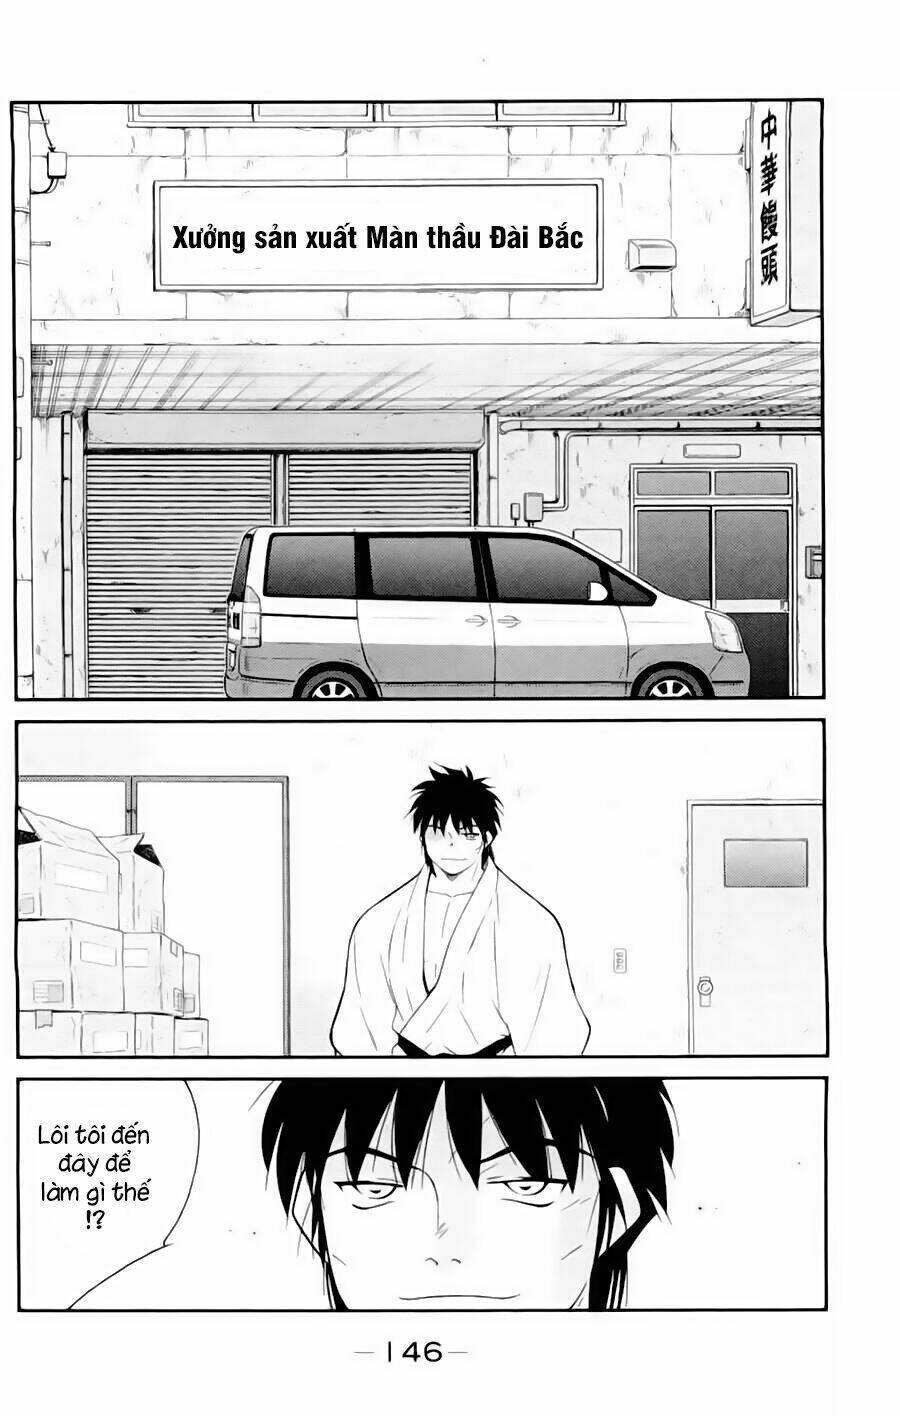 Xưởng sản xuất Màn thầu Đài Bắc
中華饅頭
Lôi tôi đến
đây để
làm gì thế
!?
146